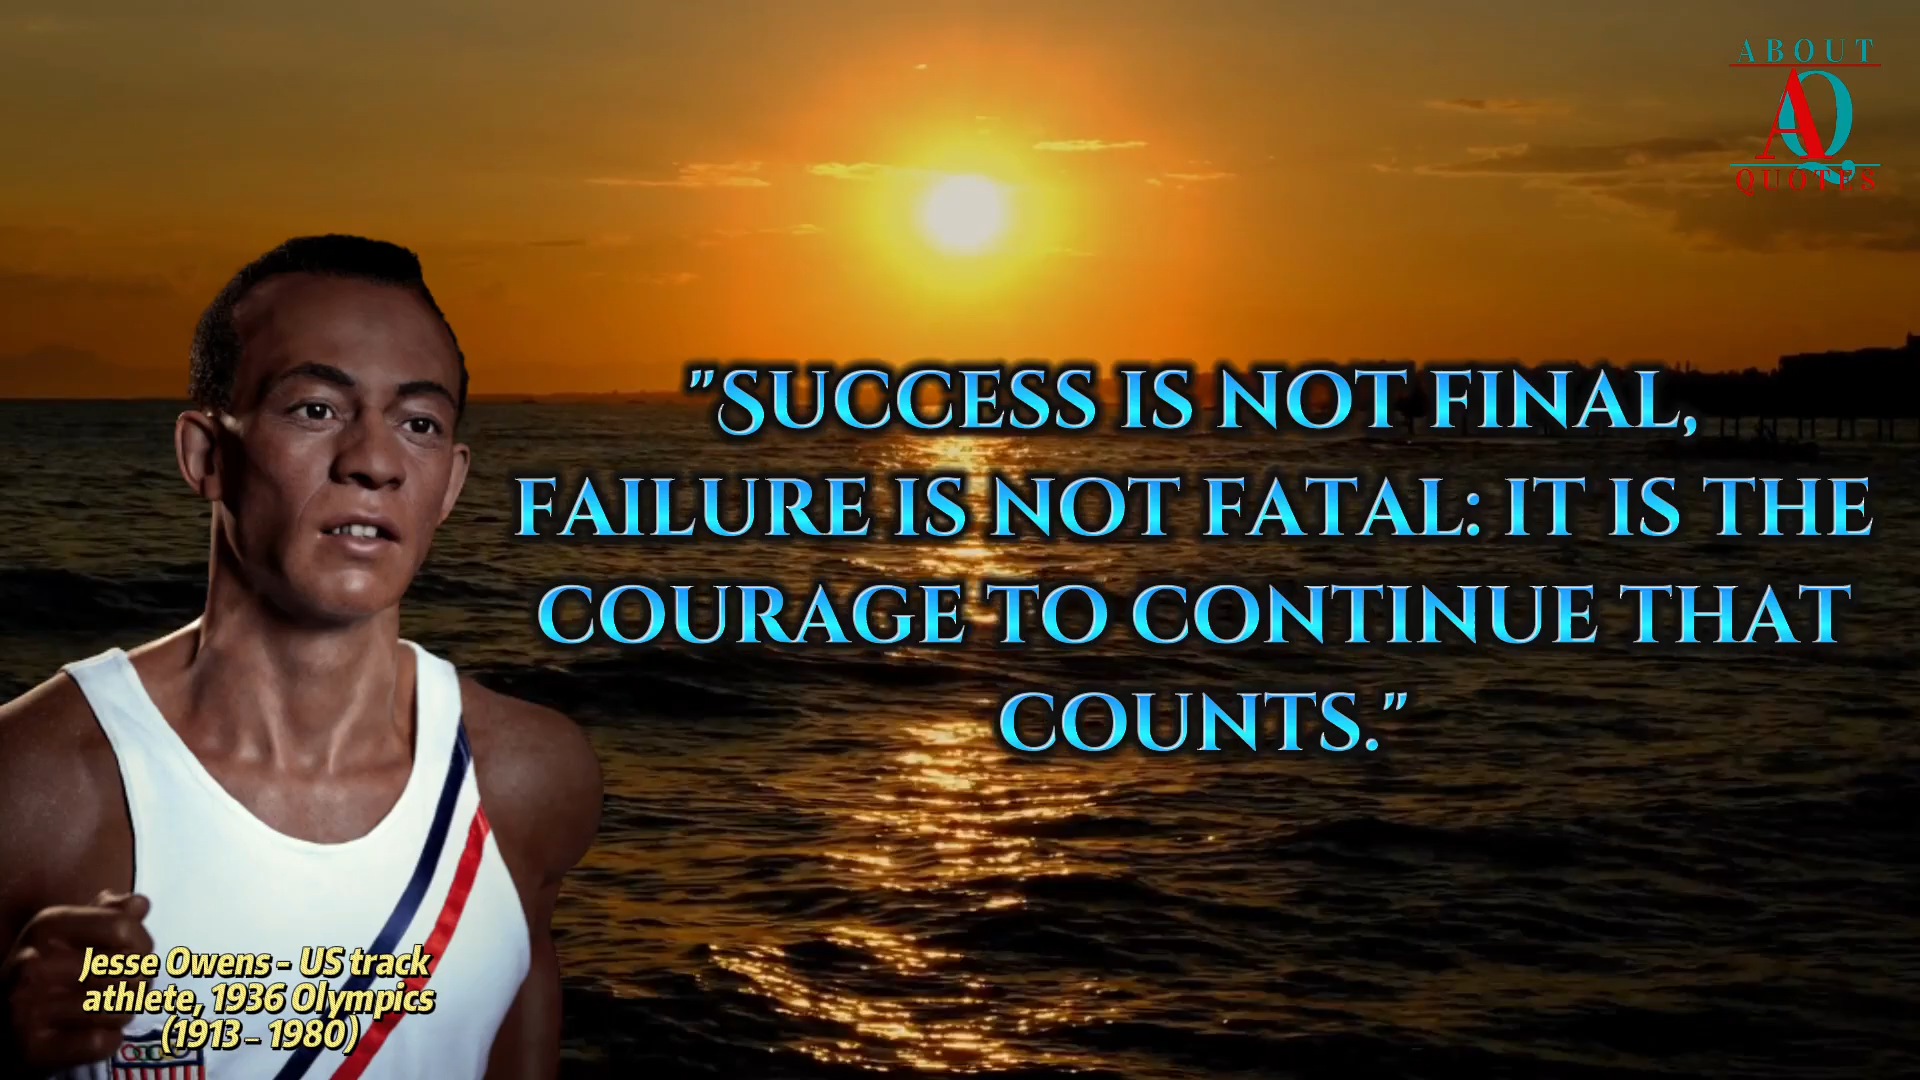 ABOUT
AQ
QUOTES
"Success is not final,
failure is not fatal: it is the
courage to continue that
counts."
Jesse Owens - US track
athlete, 1936 Olympics
(1913 – 1980)